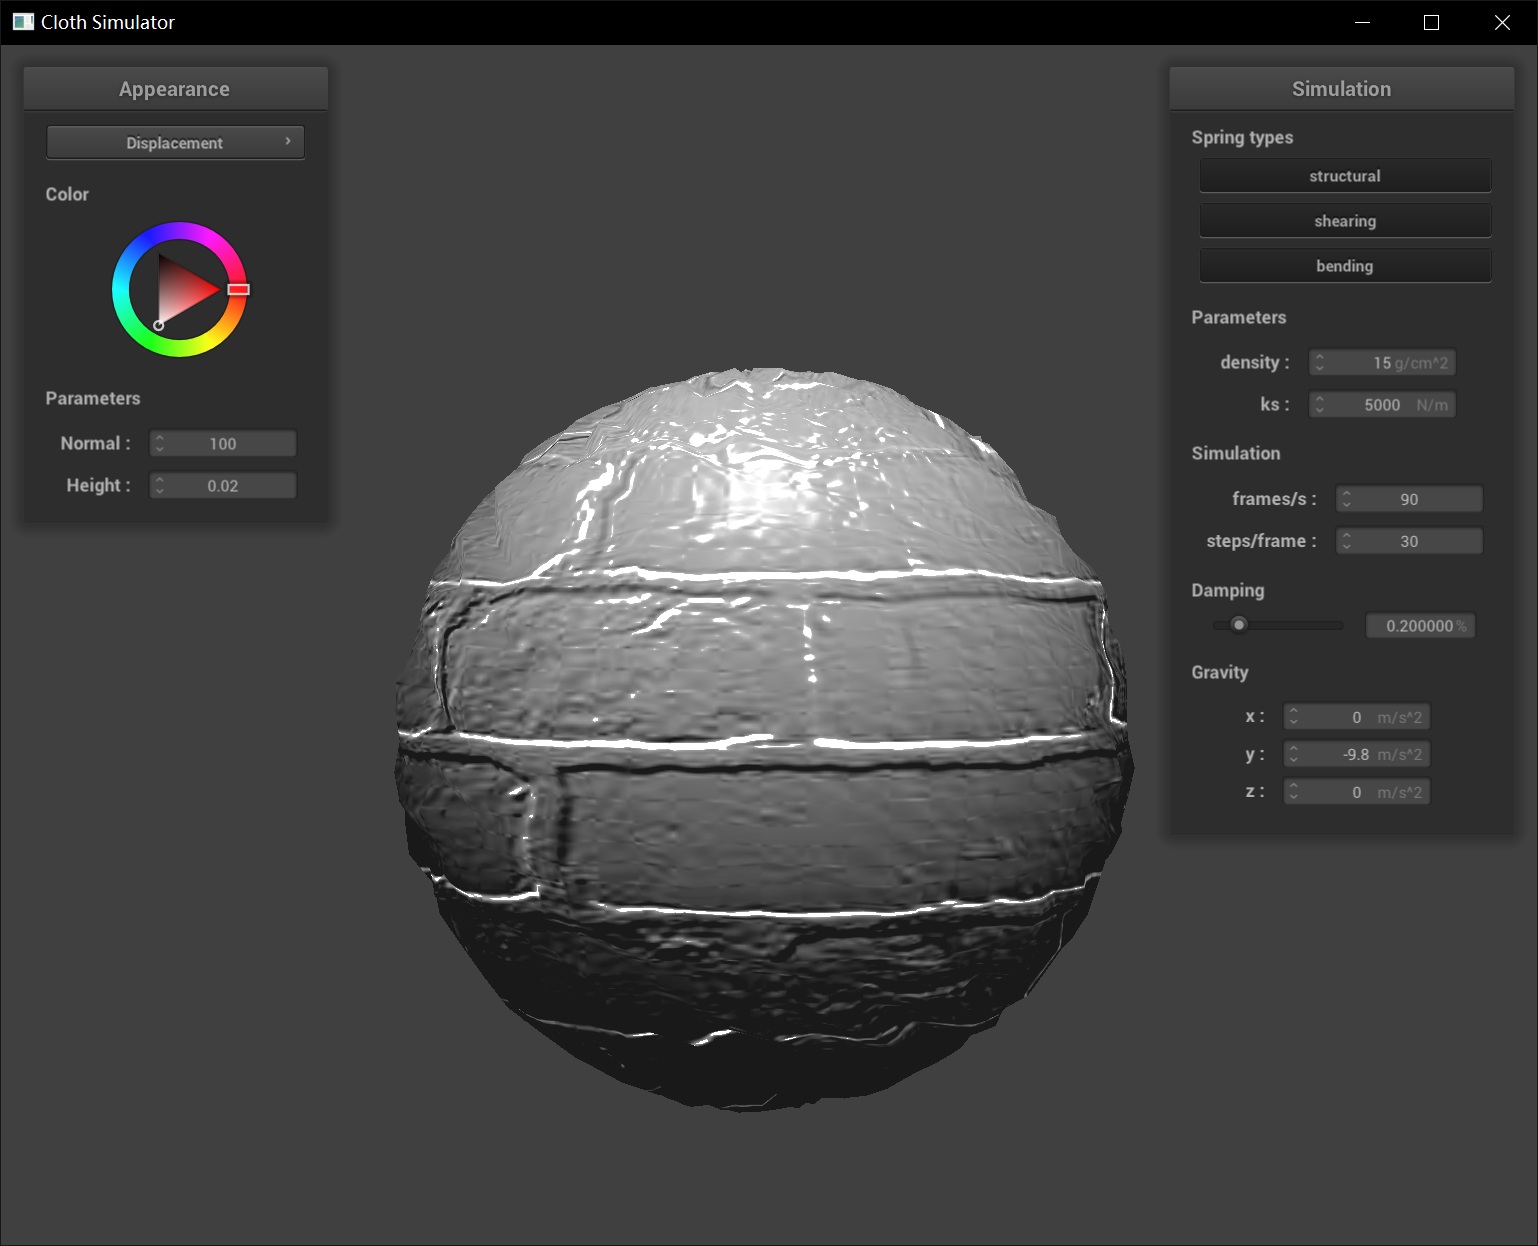 Cloth Simulator
Appearance
Displacement
Color
Parameters
Normal : 100
Height : 0.02
Simulation
Spring types
structural
shearing
bending
Parameters
density : 15 g/cm^2
ks : 5000 N/m
Simulation
frames/s : 90
steps/frame : 30
Damping
0.200000 %
Gravity
x : 0 m/s^2
y : -9.8 m/s^2
z : 0 m/s^2